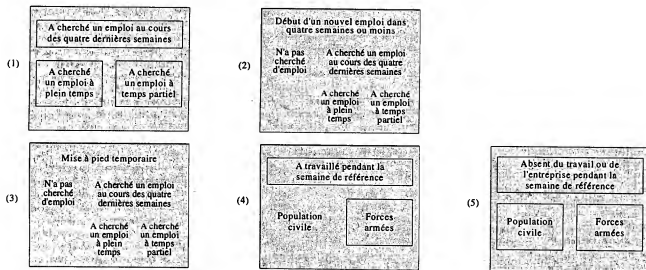 (1)
A cherché un emploi au cours
des quatre dernières semaines
A cherché
un emploi à
plein temps
A cherché
un emploi à
temps partiel
(2)
Début d'un nouvel emploi dans
quatre semaines ou moins
N'a pas
cherché
d'emploi
A cherché un emploi
au cours des quatre
dernières semaines
A cherché
un emploi
à plein
temps
A cherché
un emploi
à temps
partiel
(3)
Mise à pied temporaire
N'a pas
cherché
d'emploi
A cherché un emploi
au cours des quatre
dernières semaines
A cherché
un emploi
à plein
temps
A cherché
un emploi
à temps
partiel
(4)
A travaillé pendant la
semaine de référence
Population
civile
Forces
armées
(5)
Absent du travail ou de
l'entreprise pendant la
semaine de référence
Population
civile
Forces
armées